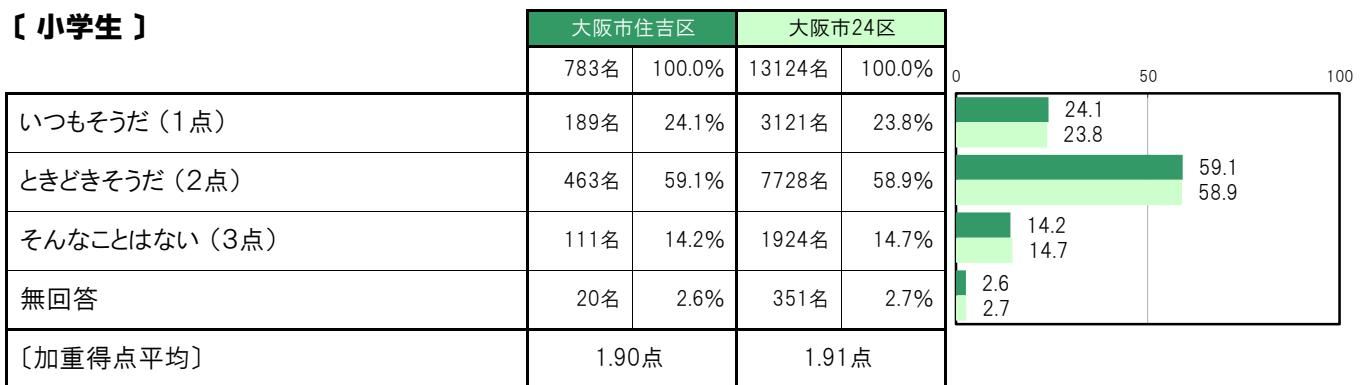 〔 小学生 〕
大阪市住吉区 大阪市24区
783名 100.0% 13124名 100.0%
0 50 100
いつもそうだ（１点） 189名 24.1% 3121名 23.8%
24.1
23.8
ときどきそうだ（２点） 463名 59.1% 7728名 58.9%
59.1
58.9
そんなことはない（３点） 111名 14.2% 1924名 14.7%
14.2
14.7
無回答 20名 2.6% 351名 2.7%
2.6
2.7
〔加重得点平均〕 1.90点 1.91点